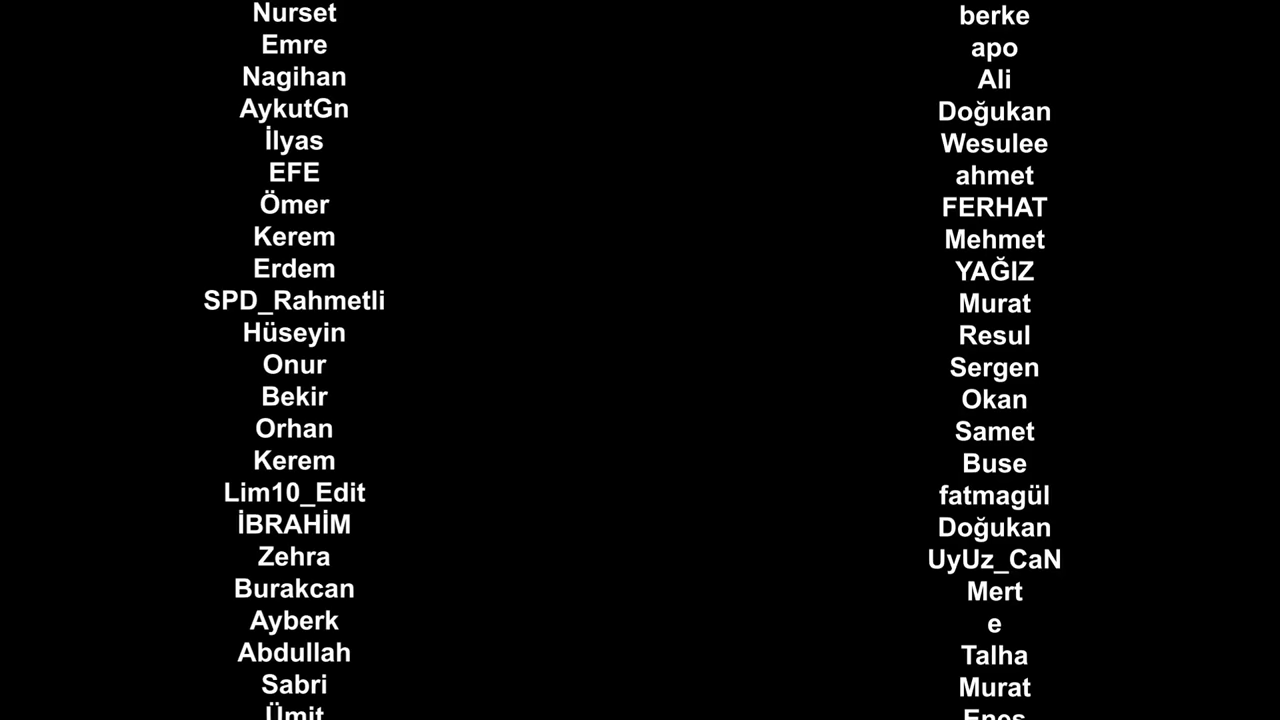 Nurset
Emre
Nagihan
AykutGn
İlyas
EFE
Ömer
Kerem
Erdem
SPD_Rahmetli
Hüseyin
Onur
Bekir
Orhan
Kerem
Lim10_Edit
İBRAHİM
Zehra
Burakcan
Ayberk
Abdullah
Sabri
Ümit
berke
apo
Ali
Doğukan
Wesulee
ahmet
FERHAT
Mehmet
YAĞIZ
Murat
Resul
Sergen
Okan
Samet
Buse
fatmagül
Doğukan
UyUz_CaN
Mert
e
Talha
Murat
Enes